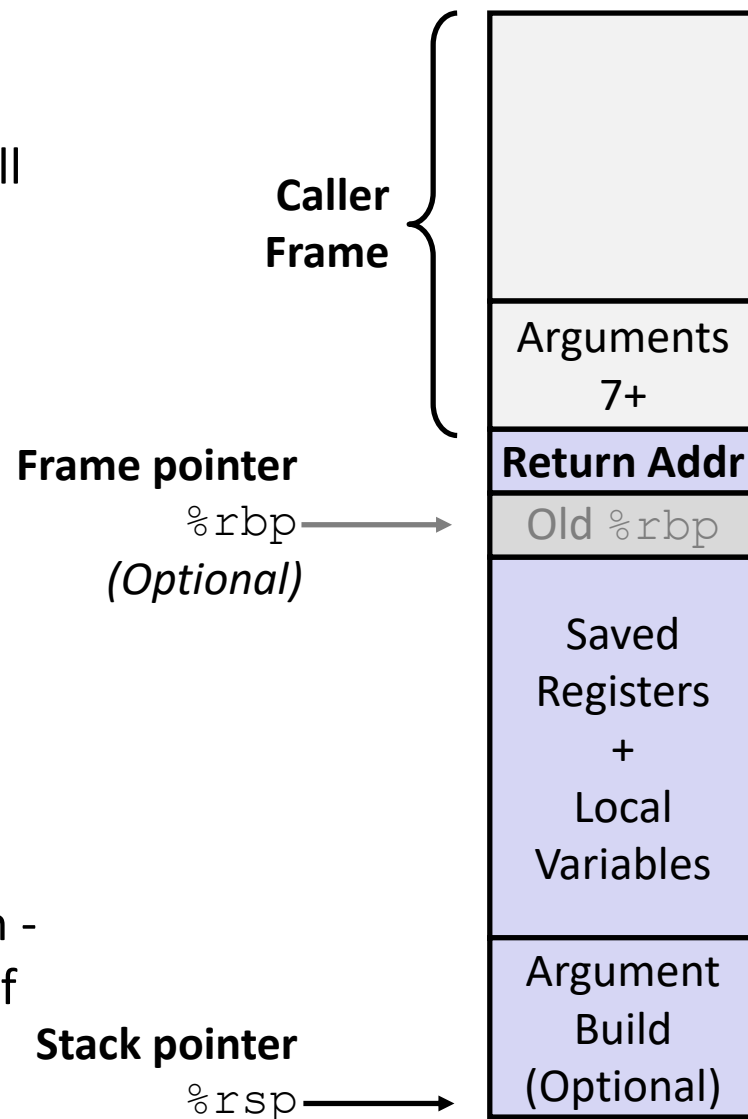 ll
Caller
Frame
Arguments
7+
Frame pointer
%rbp
(Optional)
Return Addr
Old %rbp
Saved
Registers
+
Local
Variables
n -
f
Stack pointer
%rsp
Argument
Build
(Optional)